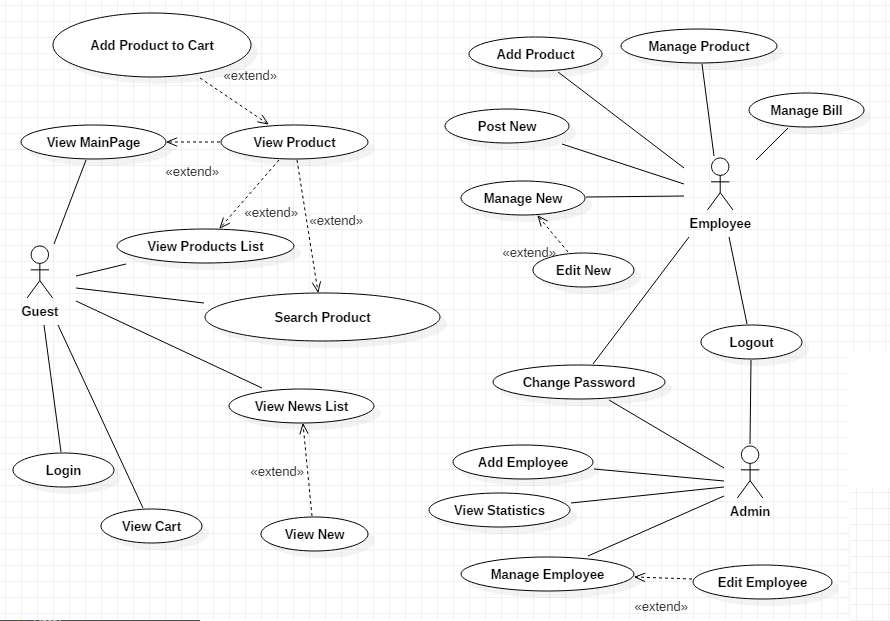 Add Product to Cart
«extend»
View MainPage
View Product
«extend»
«extend»
«extend»
View Products List
Guest
Search Product
View News List
Login
«extend»
View Cart
View New
Add Product
Manage Product
Manage Bill
Post New
Manage New
Employee
«extend»
Edit New
Logout
Change Password
Add Employee
View Statistics
Admin
Manage Employee
Edit Employee
«extend»